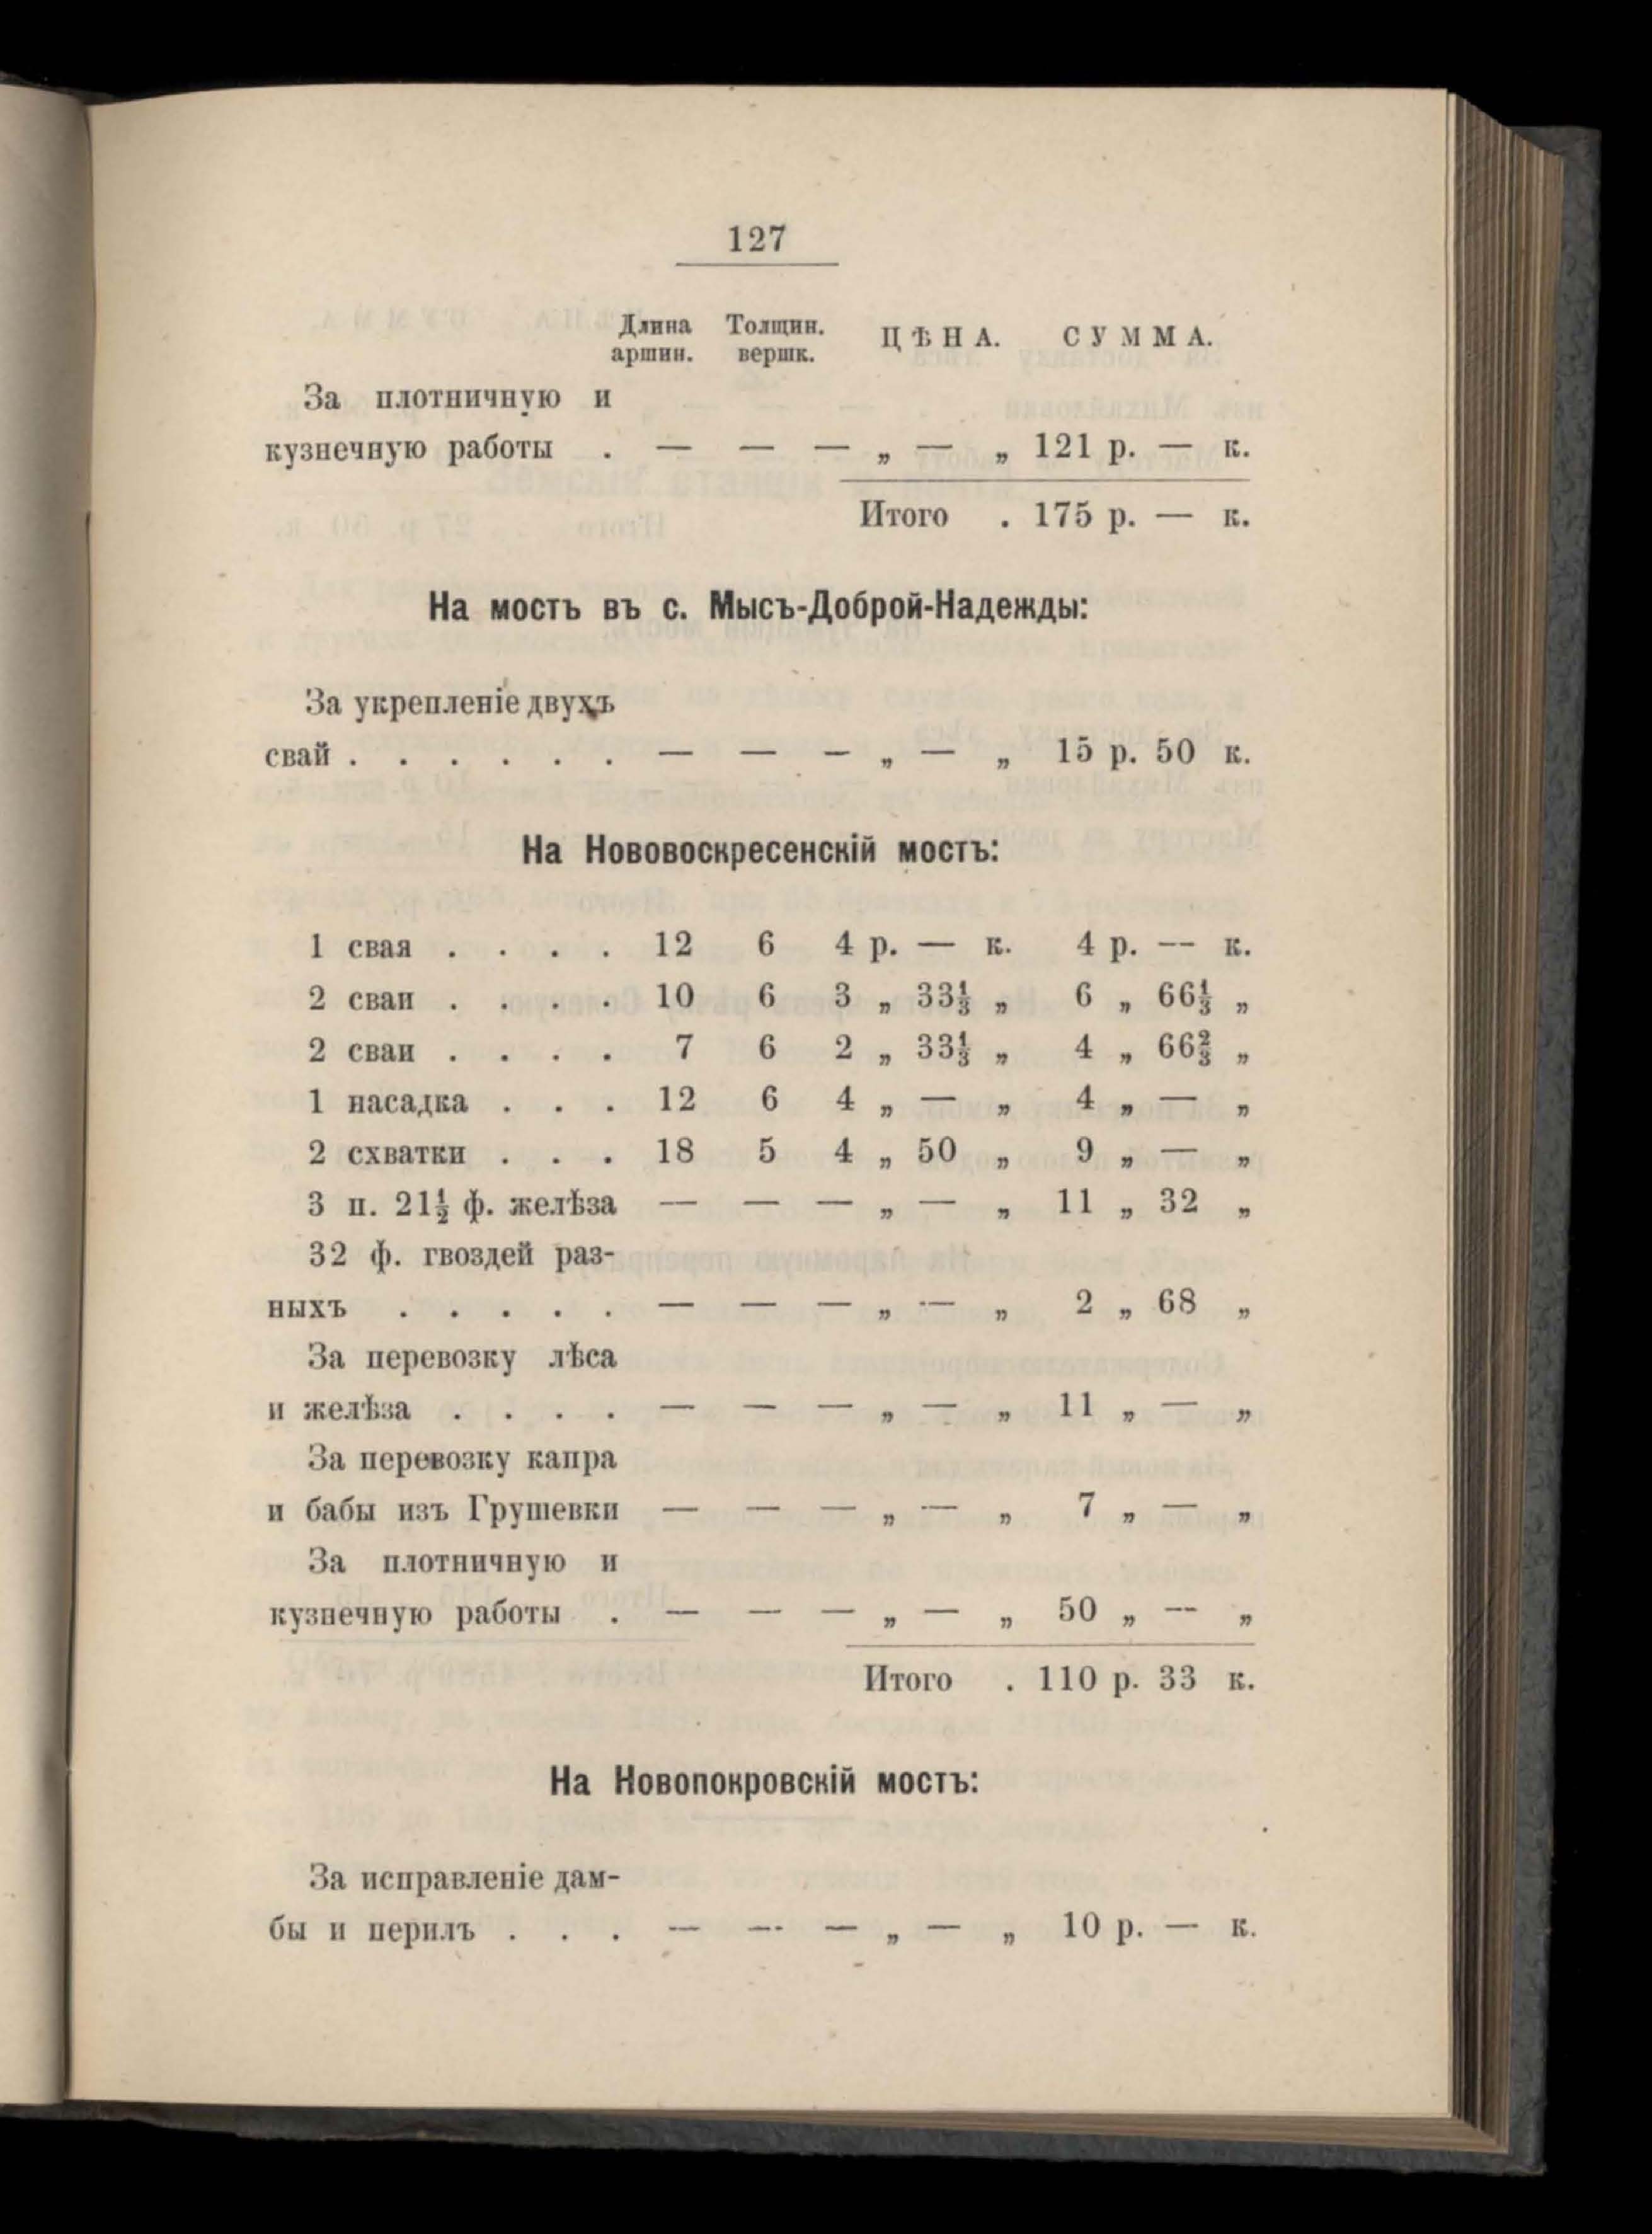 127
Длина Толщин. ЦѢНА. СУММА.
аршин. вершк.
За плотничную и
кузнечную работы . — — — „ — „ 121 р. — к.
Итого . 175 р. — к.
На мостъ въ с. Мысъ-Доброй-Надежды:
За укрепленіе двухъ
свай . . . . . . — — — „ — „ 15 р. 50 к.
На Нововоскресенскій мостъ:
1 свая . . . . 12 6 4 р. — к. 4 р. — к.
2 сваи . . . . 10 6 3 „ 33⅓ „ 6 „ 66⅓ „
2 сваи . . . . 7 6 2 „ 33⅓ „ 4 „ 66⅔ „
1 насадка . . . 12 6 4 „ — „ 4 „ — „
2 схватки . . . 18 5 4 „ 50 „ 9 „ — „
3 п. 21½ ф. желѣза — — — „ — „ 11 „ 32 „
32 ф. гвоздей раз-
ныхъ . . . . . — — — „ — „ 2 „ 68 „
За перевозку лѣса
и желѣза . . . . — — — „ — „ 11 „ — „
За перевозку капра
и бабы изъ Грушевки — — — „ — „ 7 „ — „
За плотничную и
кузнечную работы . — — — „ — „ 50 „ — „
Итого . 110 р. 33 к.
На Новопокровскій мостъ:
За исправленіе дам-
бы и перилъ . . . — — — „ — „ 10 р. — к.